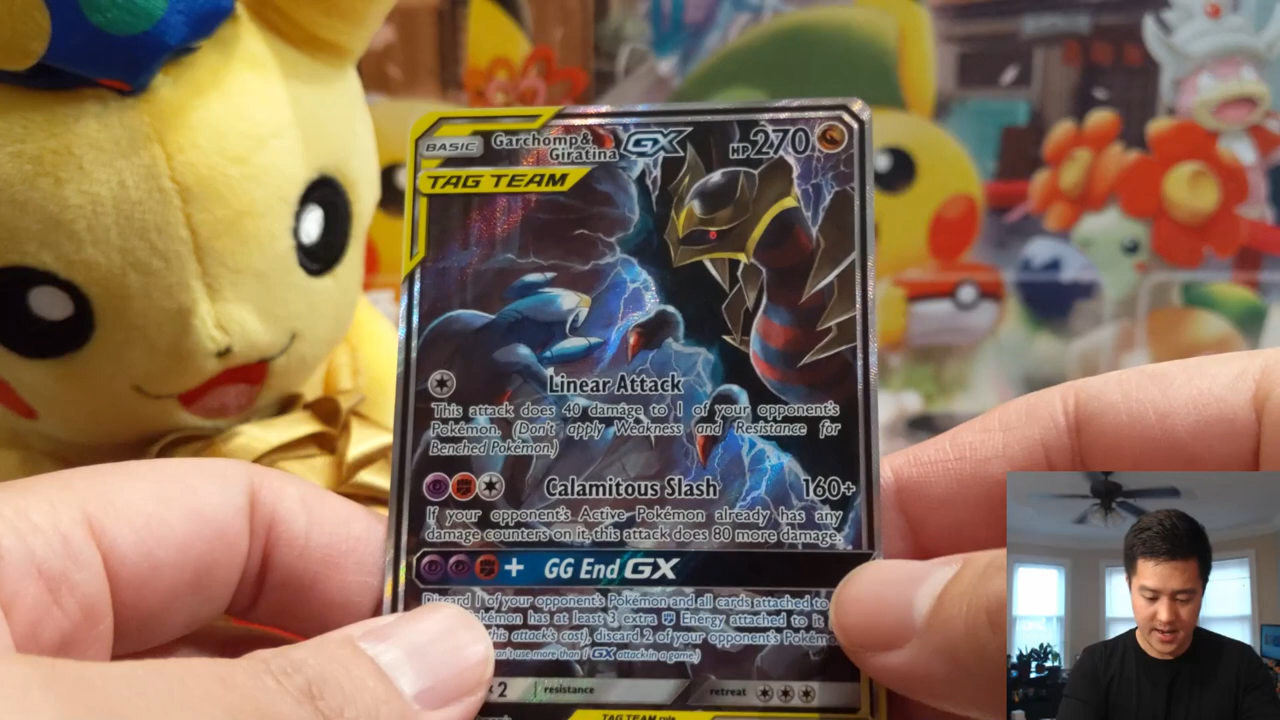 BASIC Garchomp& Giratina GX HP270
TAG TEAM
Linear Attack
This attack does 40 damage to 1 of your opponent's
Pokémon. (Don't apply Weakness and Resistance for
Benched Pokémon.)
Calamitous Slash 160+
If your opponent's Active Pokémon already has any
damage counters on it, this attack does 80 more damage.
+ GG End GX
Discard 1 of your opponent's Pokémon and all cards attached to
Pokémon has at least 3 extra Energy attached to it
this attack's cost), discard 2 of your opponent's Pokémo
can't use more than 1 GX attack in a game.)
2 resistance retreat
TAG TEAM rule